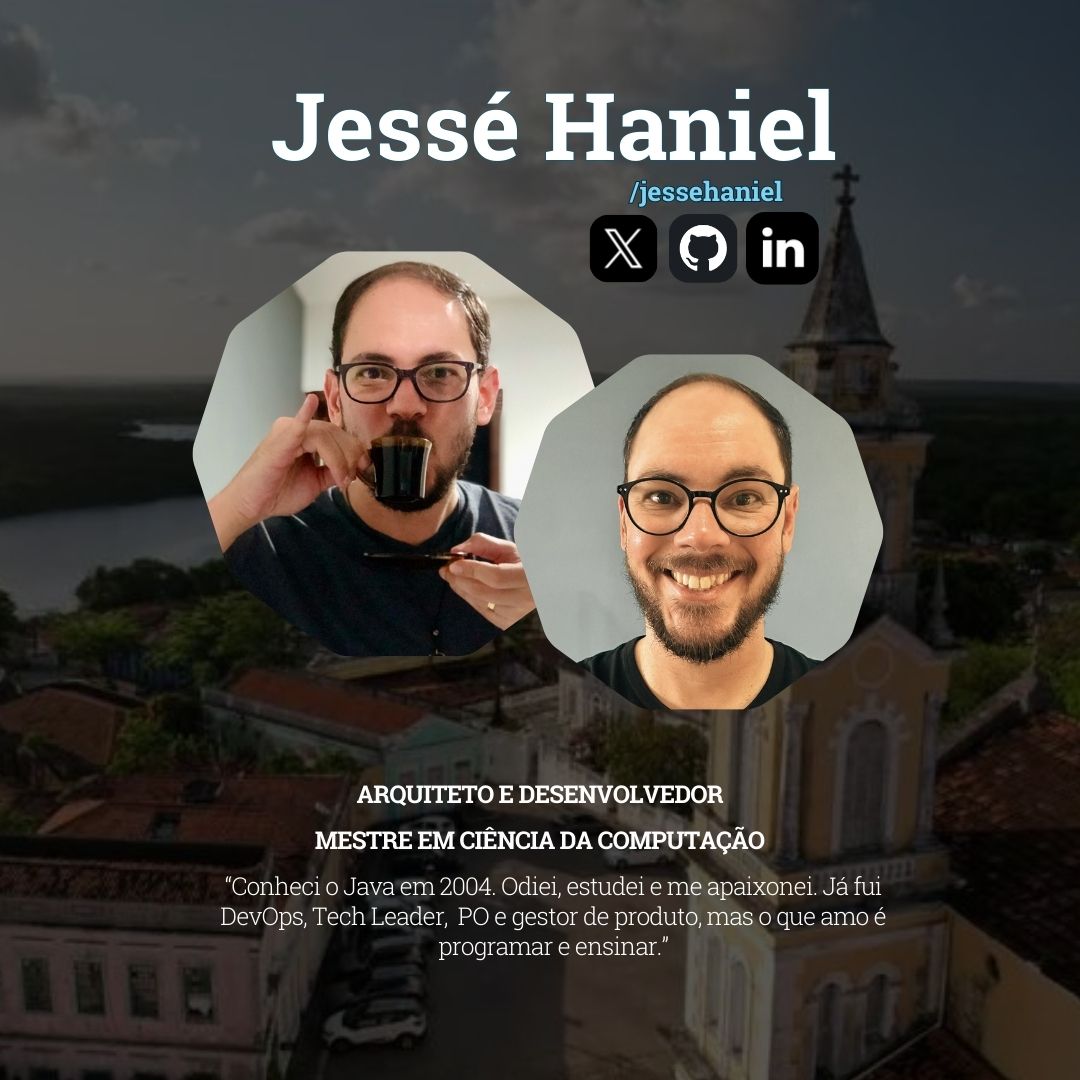 Jessé Haniel
/jessehaniel
X
in
ARQUITETO E DESENVOLVEDOR
MESTRE EM CIÊNCIA DA COMPUTAÇÃO
“Conheci o Java em 2004. Odiei, estudei e me apaixonei. Já fui
DevOps, Tech Leader,  PO e gestor de produto, mas o que amo é
programar e ensinar.”